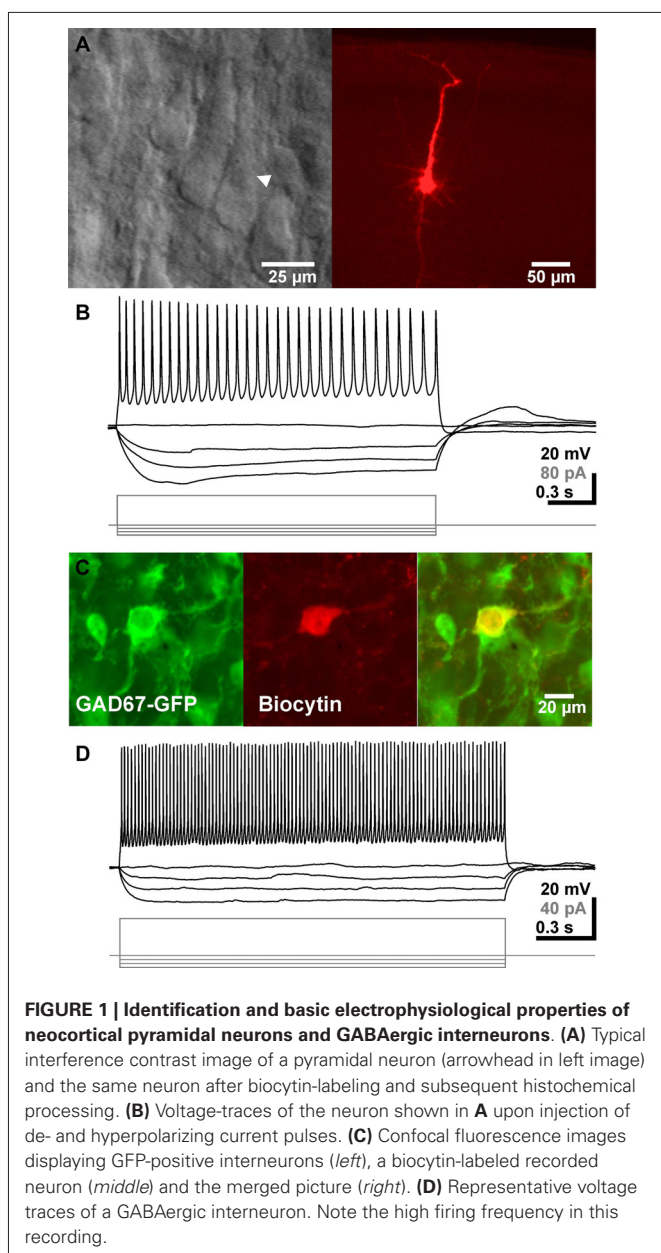 A
25 µm
50 µm
B
20 mV
80 pA
0.3 s
C
GAD67-GFP
Biocytin
20 µm
D
20 mV
40 pA
0.3 s
FIGURE 1 | Identification and basic electrophysiological properties of
neocortical pyramidal neurons and GABAergic interneurons. (A) Typical
interference contrast image of a pyramidal neuron (arrowhead in left image)
and the same neuron after biocytin-labeling and subsequent histochemical
processing. (B) Voltage-traces of the neuron shown in A upon injection of
de- and hyperpolarizing current pulses. (C) Confocal fluorescence images
displaying GFP-positive interneurons (left), a biocytin-labeled recorded
neuron (middle) and the merged picture (right). (D) Representative voltage
traces of a GABAergic interneuron. Note the high firing frequency in this
recording.